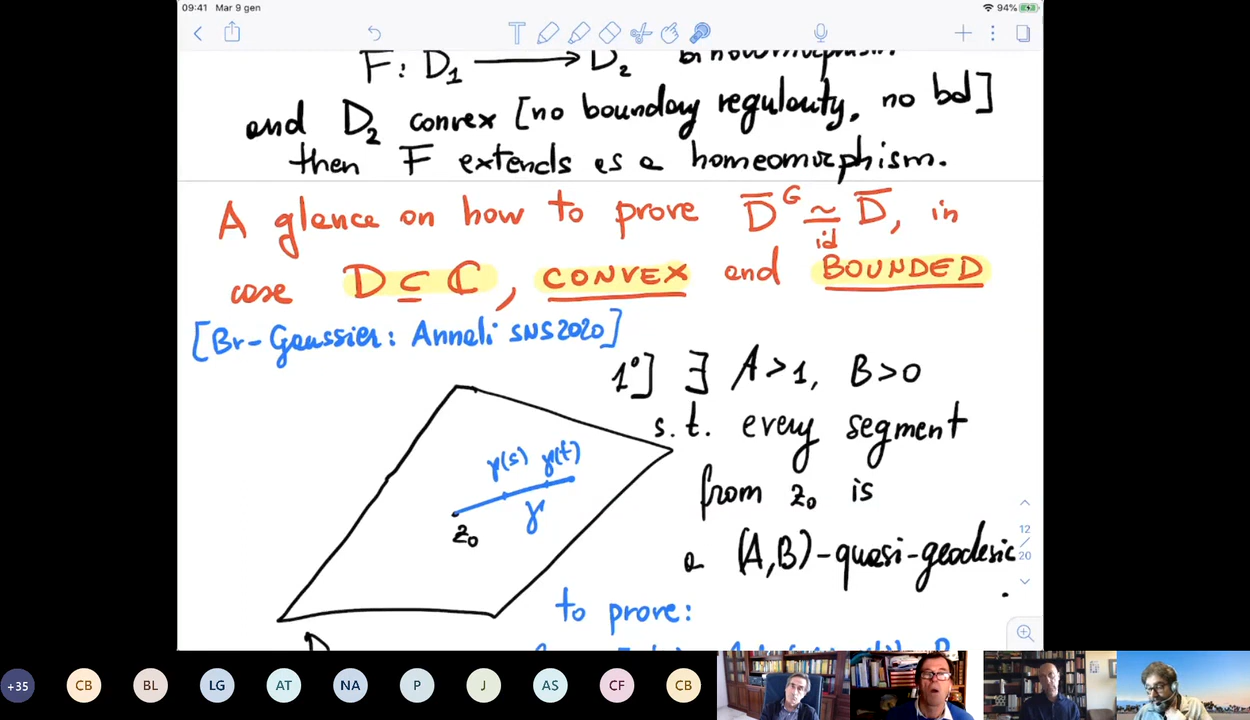 09:41 Mar 9 gen
94%
F : D₁ ⟶ D₂
and D₂ convex [no boundary regularity, no bd]
then F extends as a homeomorphism.
A glance on how to prove D̅ᴳ ≃ D̅, in
id
case D ⊆ ℂ, CONVEX and BOUNDED
[Br-Gaussier: Annali SNS 2020]
1°] ∃ A>1, B>0
s.t. every segment
from z₀ is
a (A,B)-quasi-geodesic.
γ(s) γ(t)
γ
z₀
to prove:
D
12
20
+35 CB BL LG AT NA P J AS CF CB